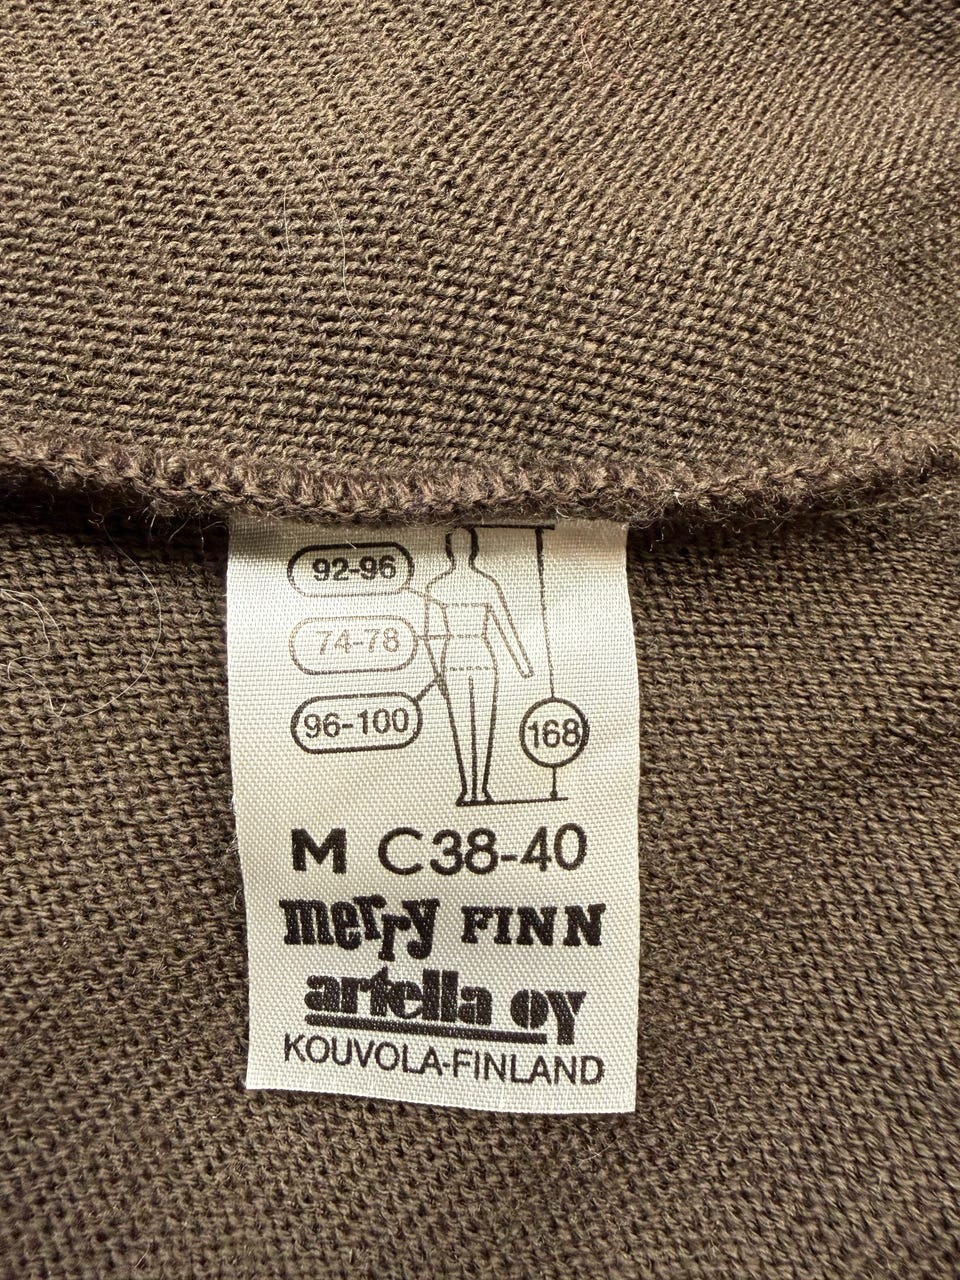 92-96
74-78
96-100
168
M C38-40
merry FINN
artella oy
KOUVOLA-FINLAND